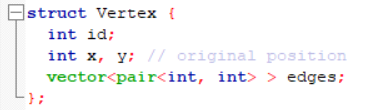 struct Vertex {
int id;
int x, y; // original position
vector<pair<int, int> > edges;
};